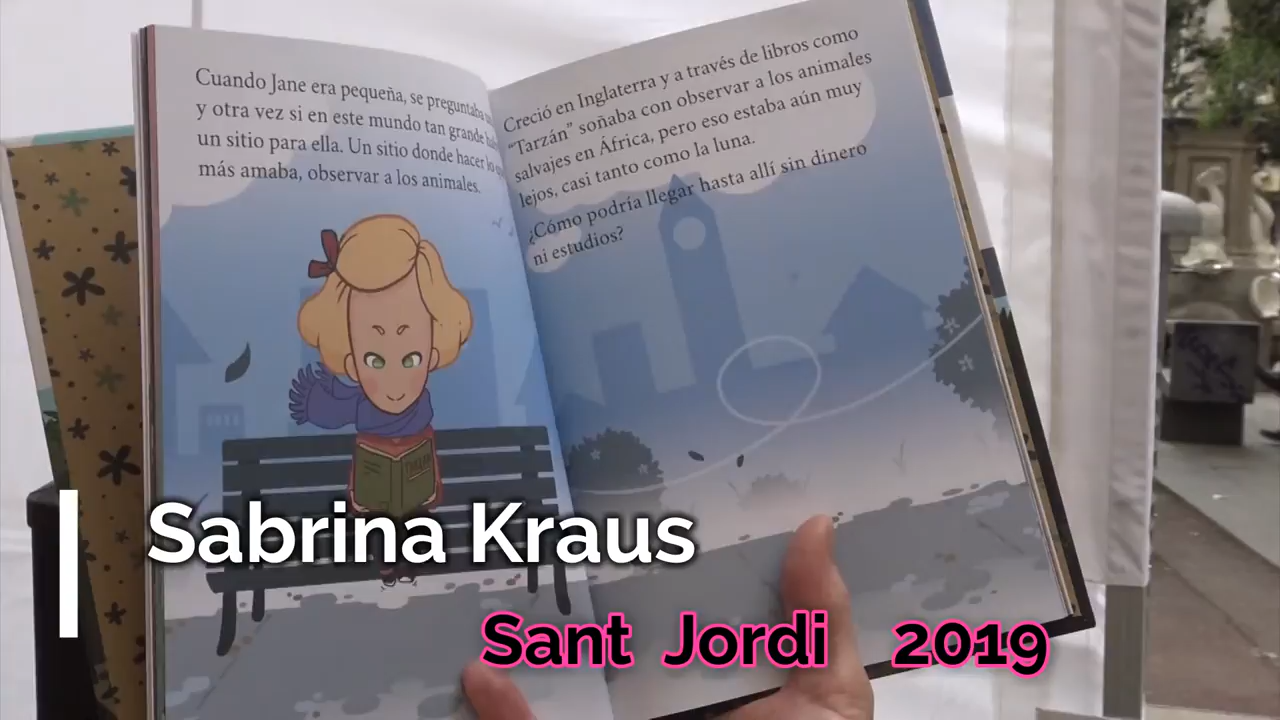 Cuando Jane era pequeña, se preguntaba
y otra vez si en este mundo tan grande
un sitio para ella. Un sitio donde hacer lo
más amaba, observar a los animales.
Creció en Inglaterra y a través de libros como
“Tarzán” soñaba con observar a los animales
salvajes en África, pero eso estaba aún muy
lejos, casi tanto como la luna.
¿Cómo podría llegar hasta allí sin dinero
ni estudios?
TARZAN
Sabrina Kraus
Sant Jordi 2019